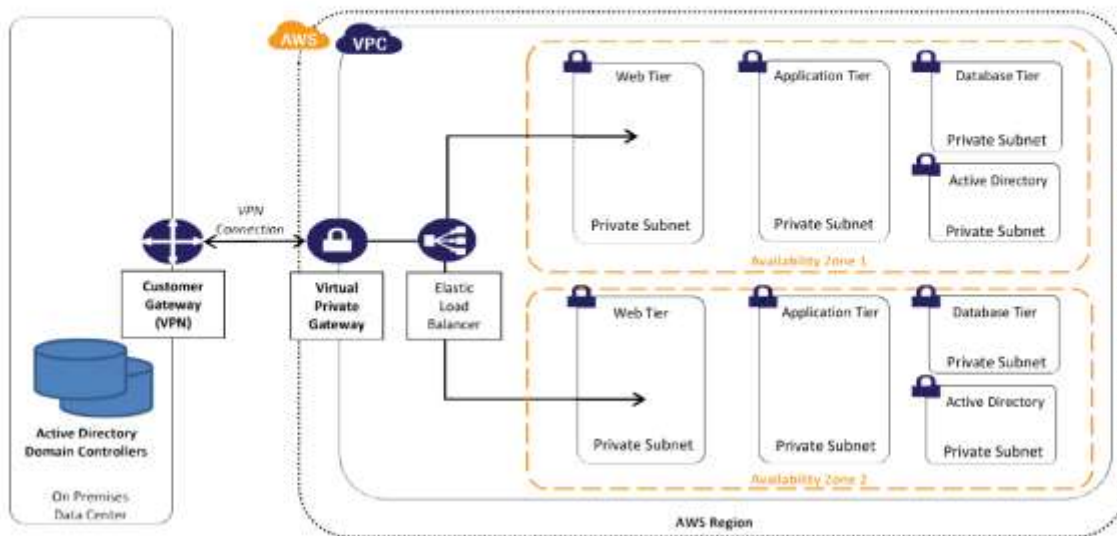 AWS
VPC
Web Tier
Private Subnet
Application Tier
Private Subnet
Database Tier
Private Subnet
Active Directory
Private Subnet
Availability Zone 1
VPN
Connection
Customer
Gateway
(VPN)
Virtual
Private
Gateway
Elastic
Load
Balancer
Web Tier
Private Subnet
Application Tier
Private Subnet
Database Tier
Private Subnet
Active Directory
Private Subnet
Availability Zone 2
Active Directory
Domain Controllers
On Premises
Data Center
AWS Region